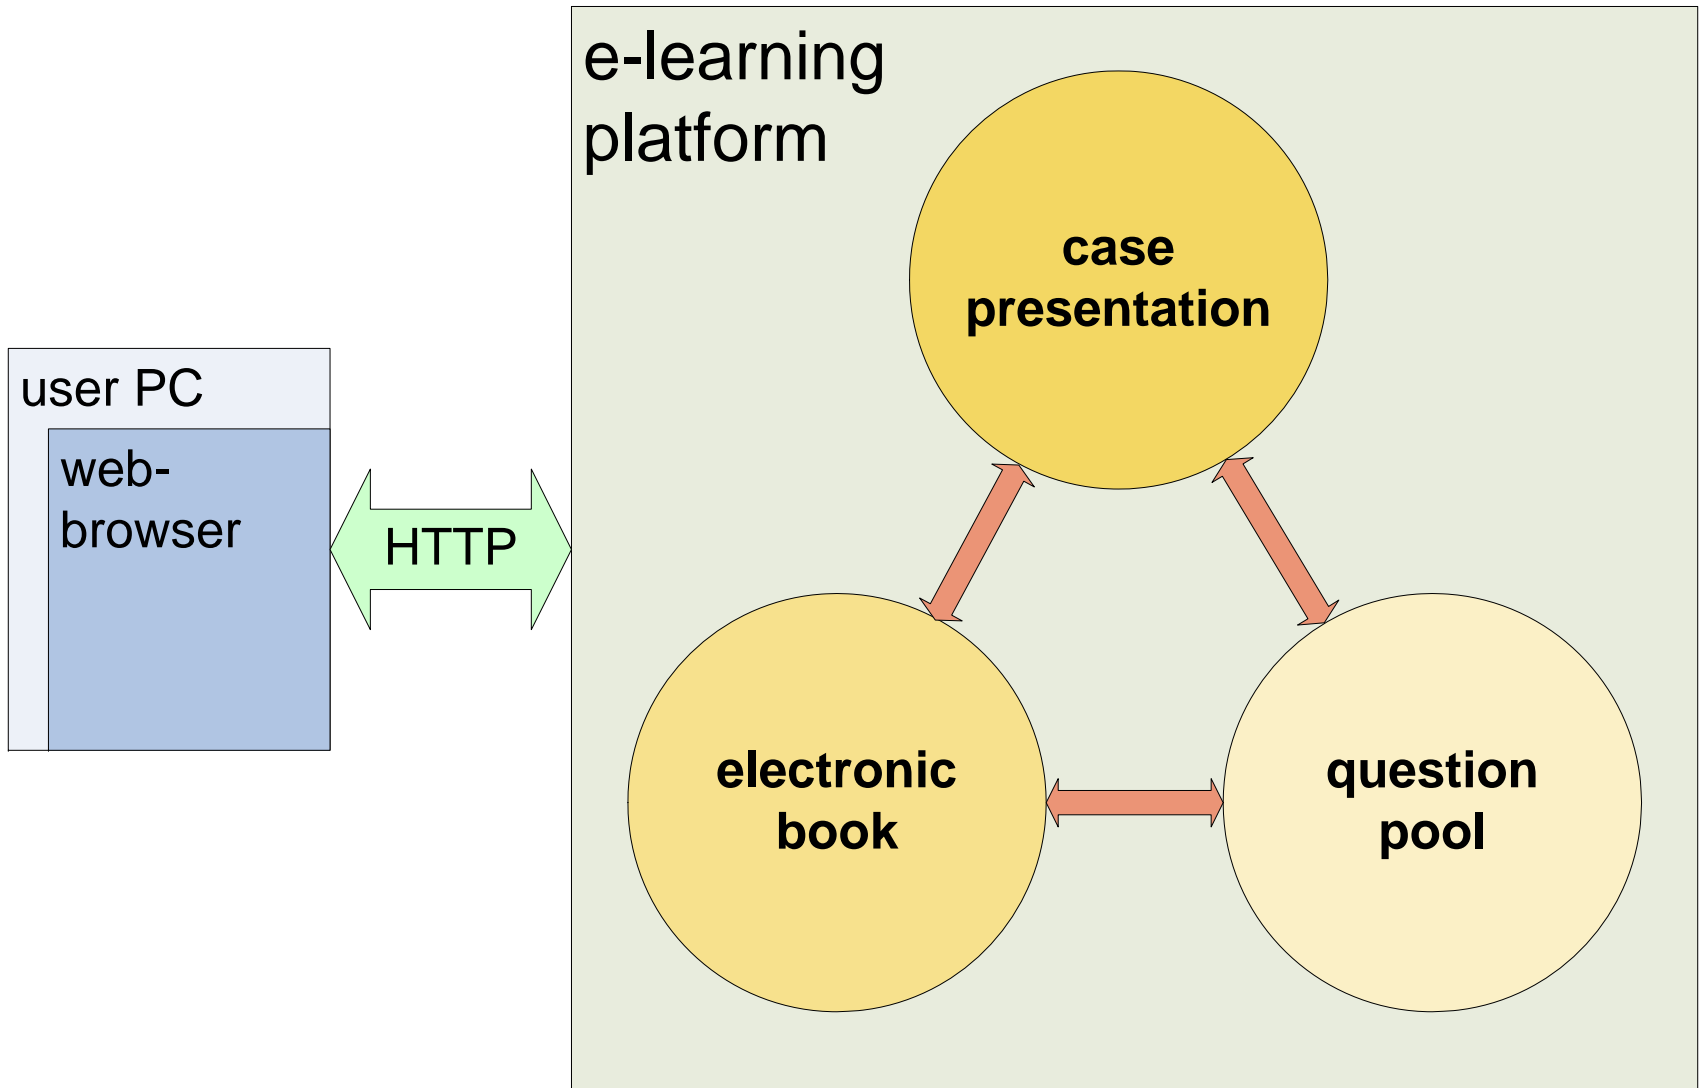 e-learning
platform
case
presentation
user PC
web-
browser
HTTP
electronic
book
question
pool